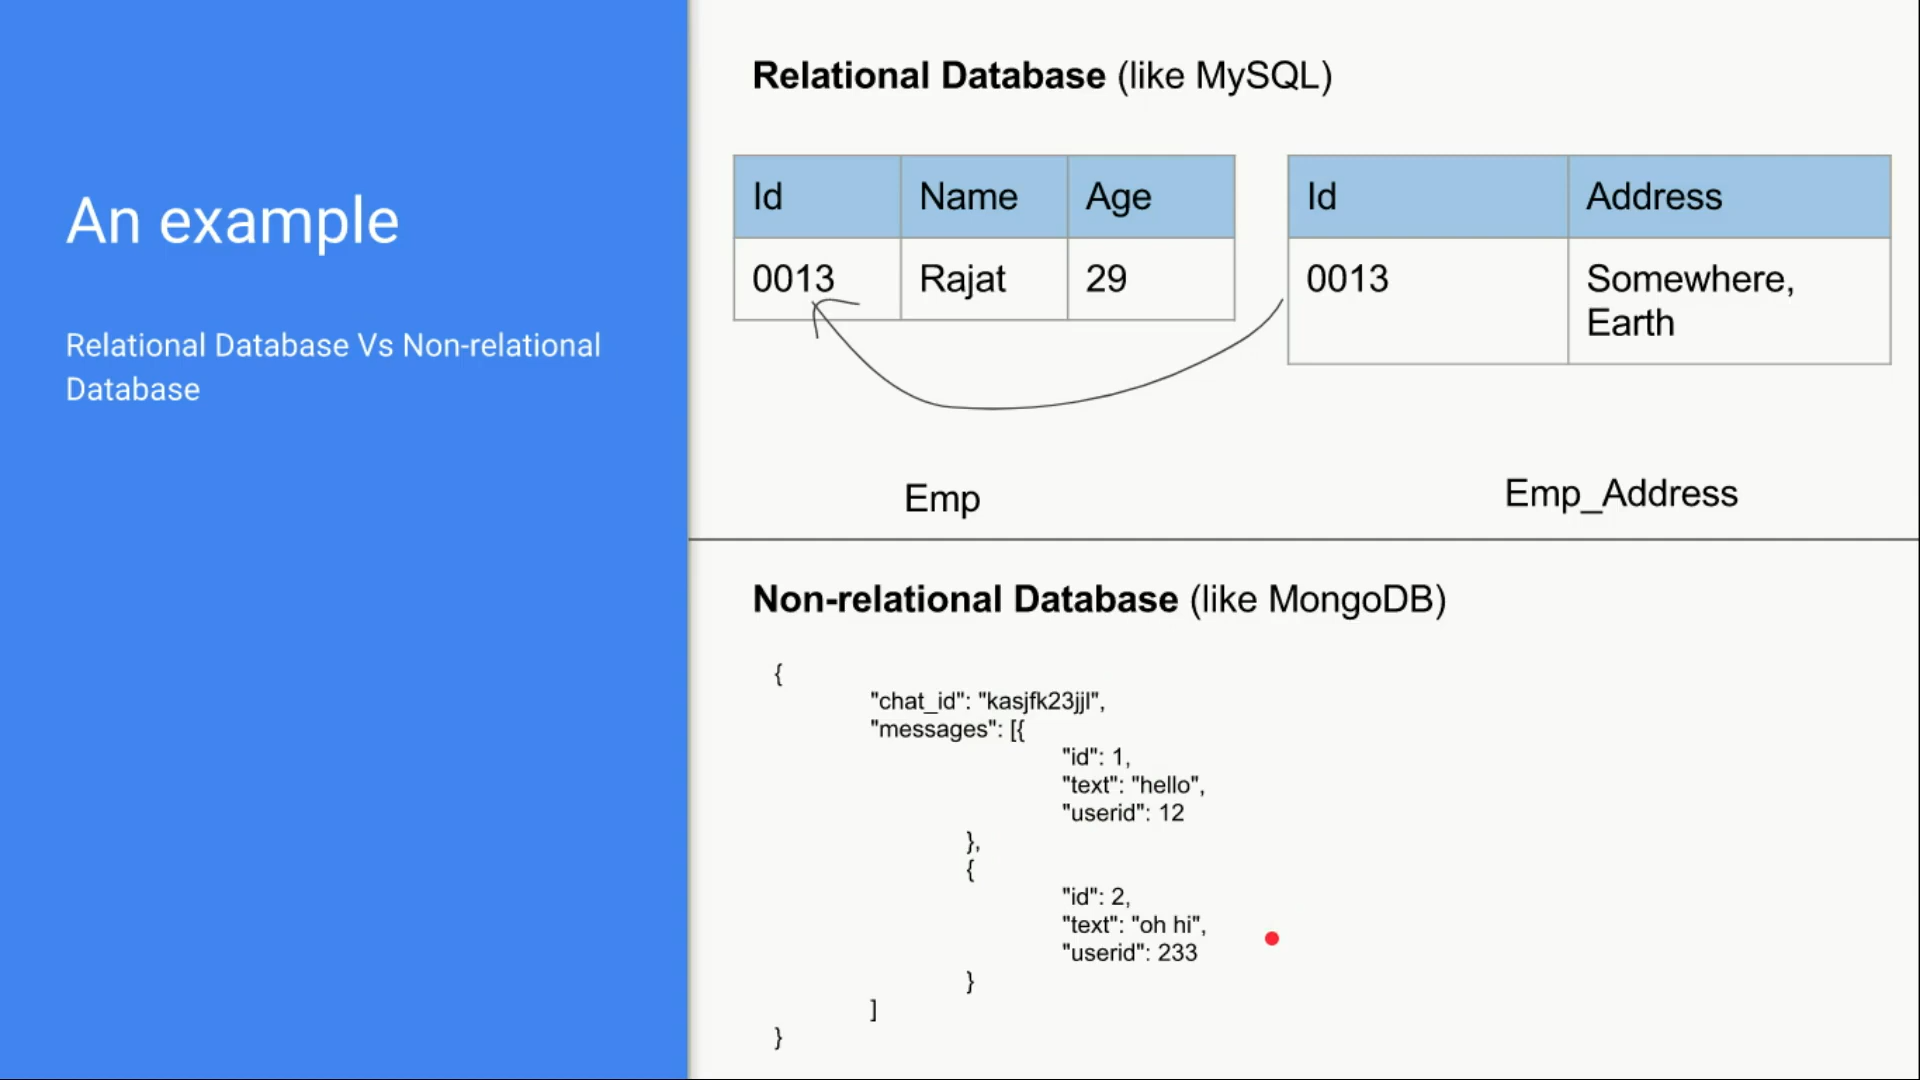 An example
Relational Database Vs Non-relational
Database
Relational Database (like MySQL)
Id Name Age
0013 Rajat 29
Id Address
0013 Somewhere,
Earth
Emp
Emp_Address
Non-relational Database (like MongoDB)
{
"chat_id": "kasjfk23jjl",
"messages": [{
"id": 1,
"text": "hello",
"userid": 12
},
{
"id": 2,
"text": "oh hi",
"userid": 233
}
]
}